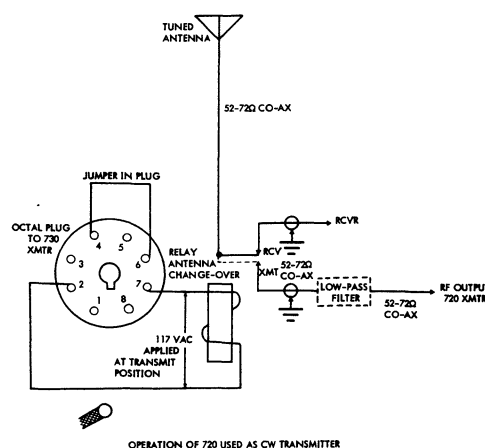 TUNED
ANTENNA
52-72Ω CO-AX
JUMPER IN PLUG
OCTAL PLUG
TO 730
XMTR
4
5
3
6
2
7
1
8
RELAY
ANTENNA
CHANGE-OVER
RCV
RCVR
XMT
52-72Ω
CO-AX
LOW-PASS
FILTER
RF OUTPUT
720 XMTR
52-72Ω
CO-AX
117 VAC
APPLIED
AT TRANSMIT
POSITION
OPERATION OF 720 USED AS CW TRANSMITTER